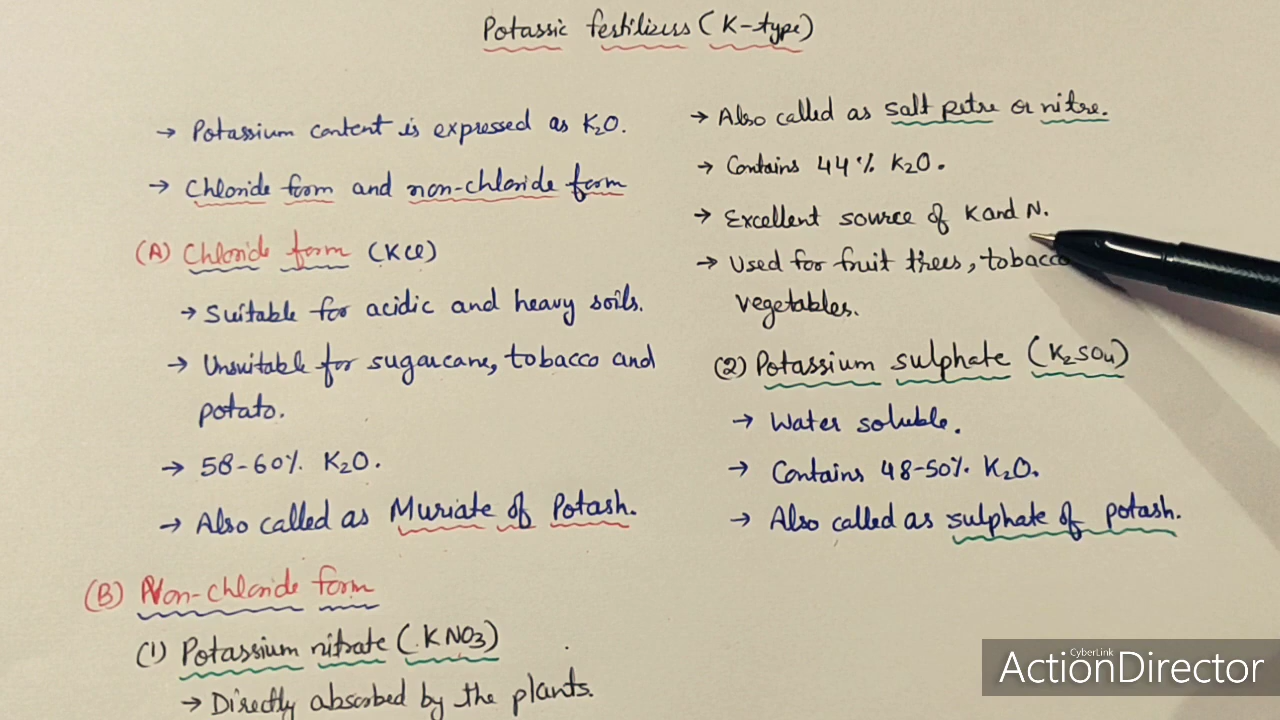 Potassic fertilizers (K-type)
→ Potassium content is expressed as K₂O.
→ Chloride form and non-chloride form
(A) Chloride form (KCl)
→ Suitable for acidic and heavy soils.
→ Unsuitable for sugarcane, tobacco and
potato.
→ 58-60% K₂O.
→ Also called as Muriate of Potash.
(B) Non-chloride form
(1) Potassium nitrate (KNO₃)
→ Directly absorbed by the plants.
→ Also called as salt petre or nitre.
→ Contains 44% K₂O.
→ Excellent source of K and N.
→ Used for fruit trees, tobacco
vegetables.
(2) Potassium sulphate (K₂SO₄)
→ Water soluble.
→ Contains 48-50% K₂O.
→ Also called as sulphate of potash.
CyberLink
ActionDirector